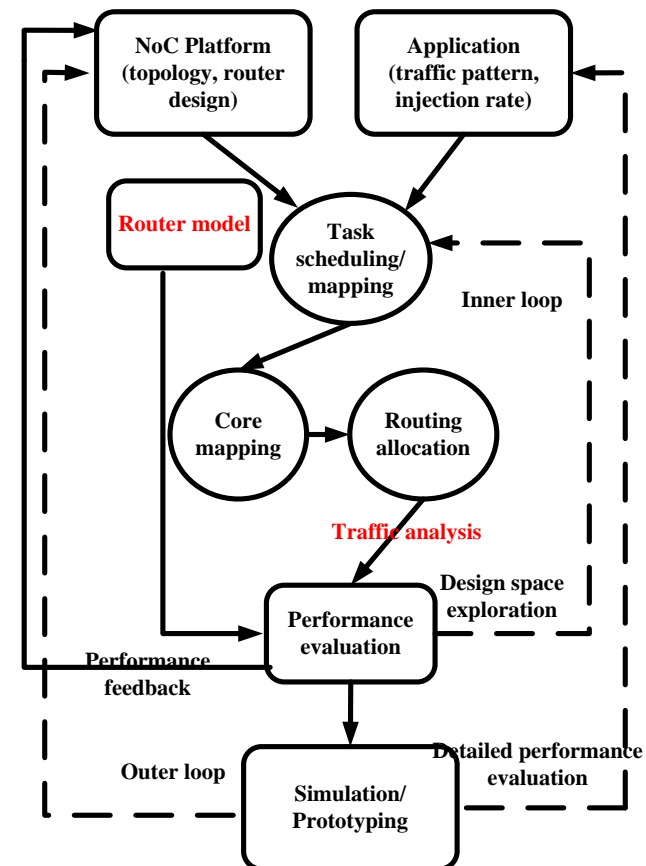 NoC Platform
(topology, router
design)
Application
(traffic pattern,
injection rate)
Router model
Task
scheduling/
mapping
Inner loop
Core
mapping
Routing
allocation
Traffic analysis
Design space
exploration
Performance
evaluation
Performance
feedback
Outer loop
Detailed performance
evaluation
Simulation/
Prototyping